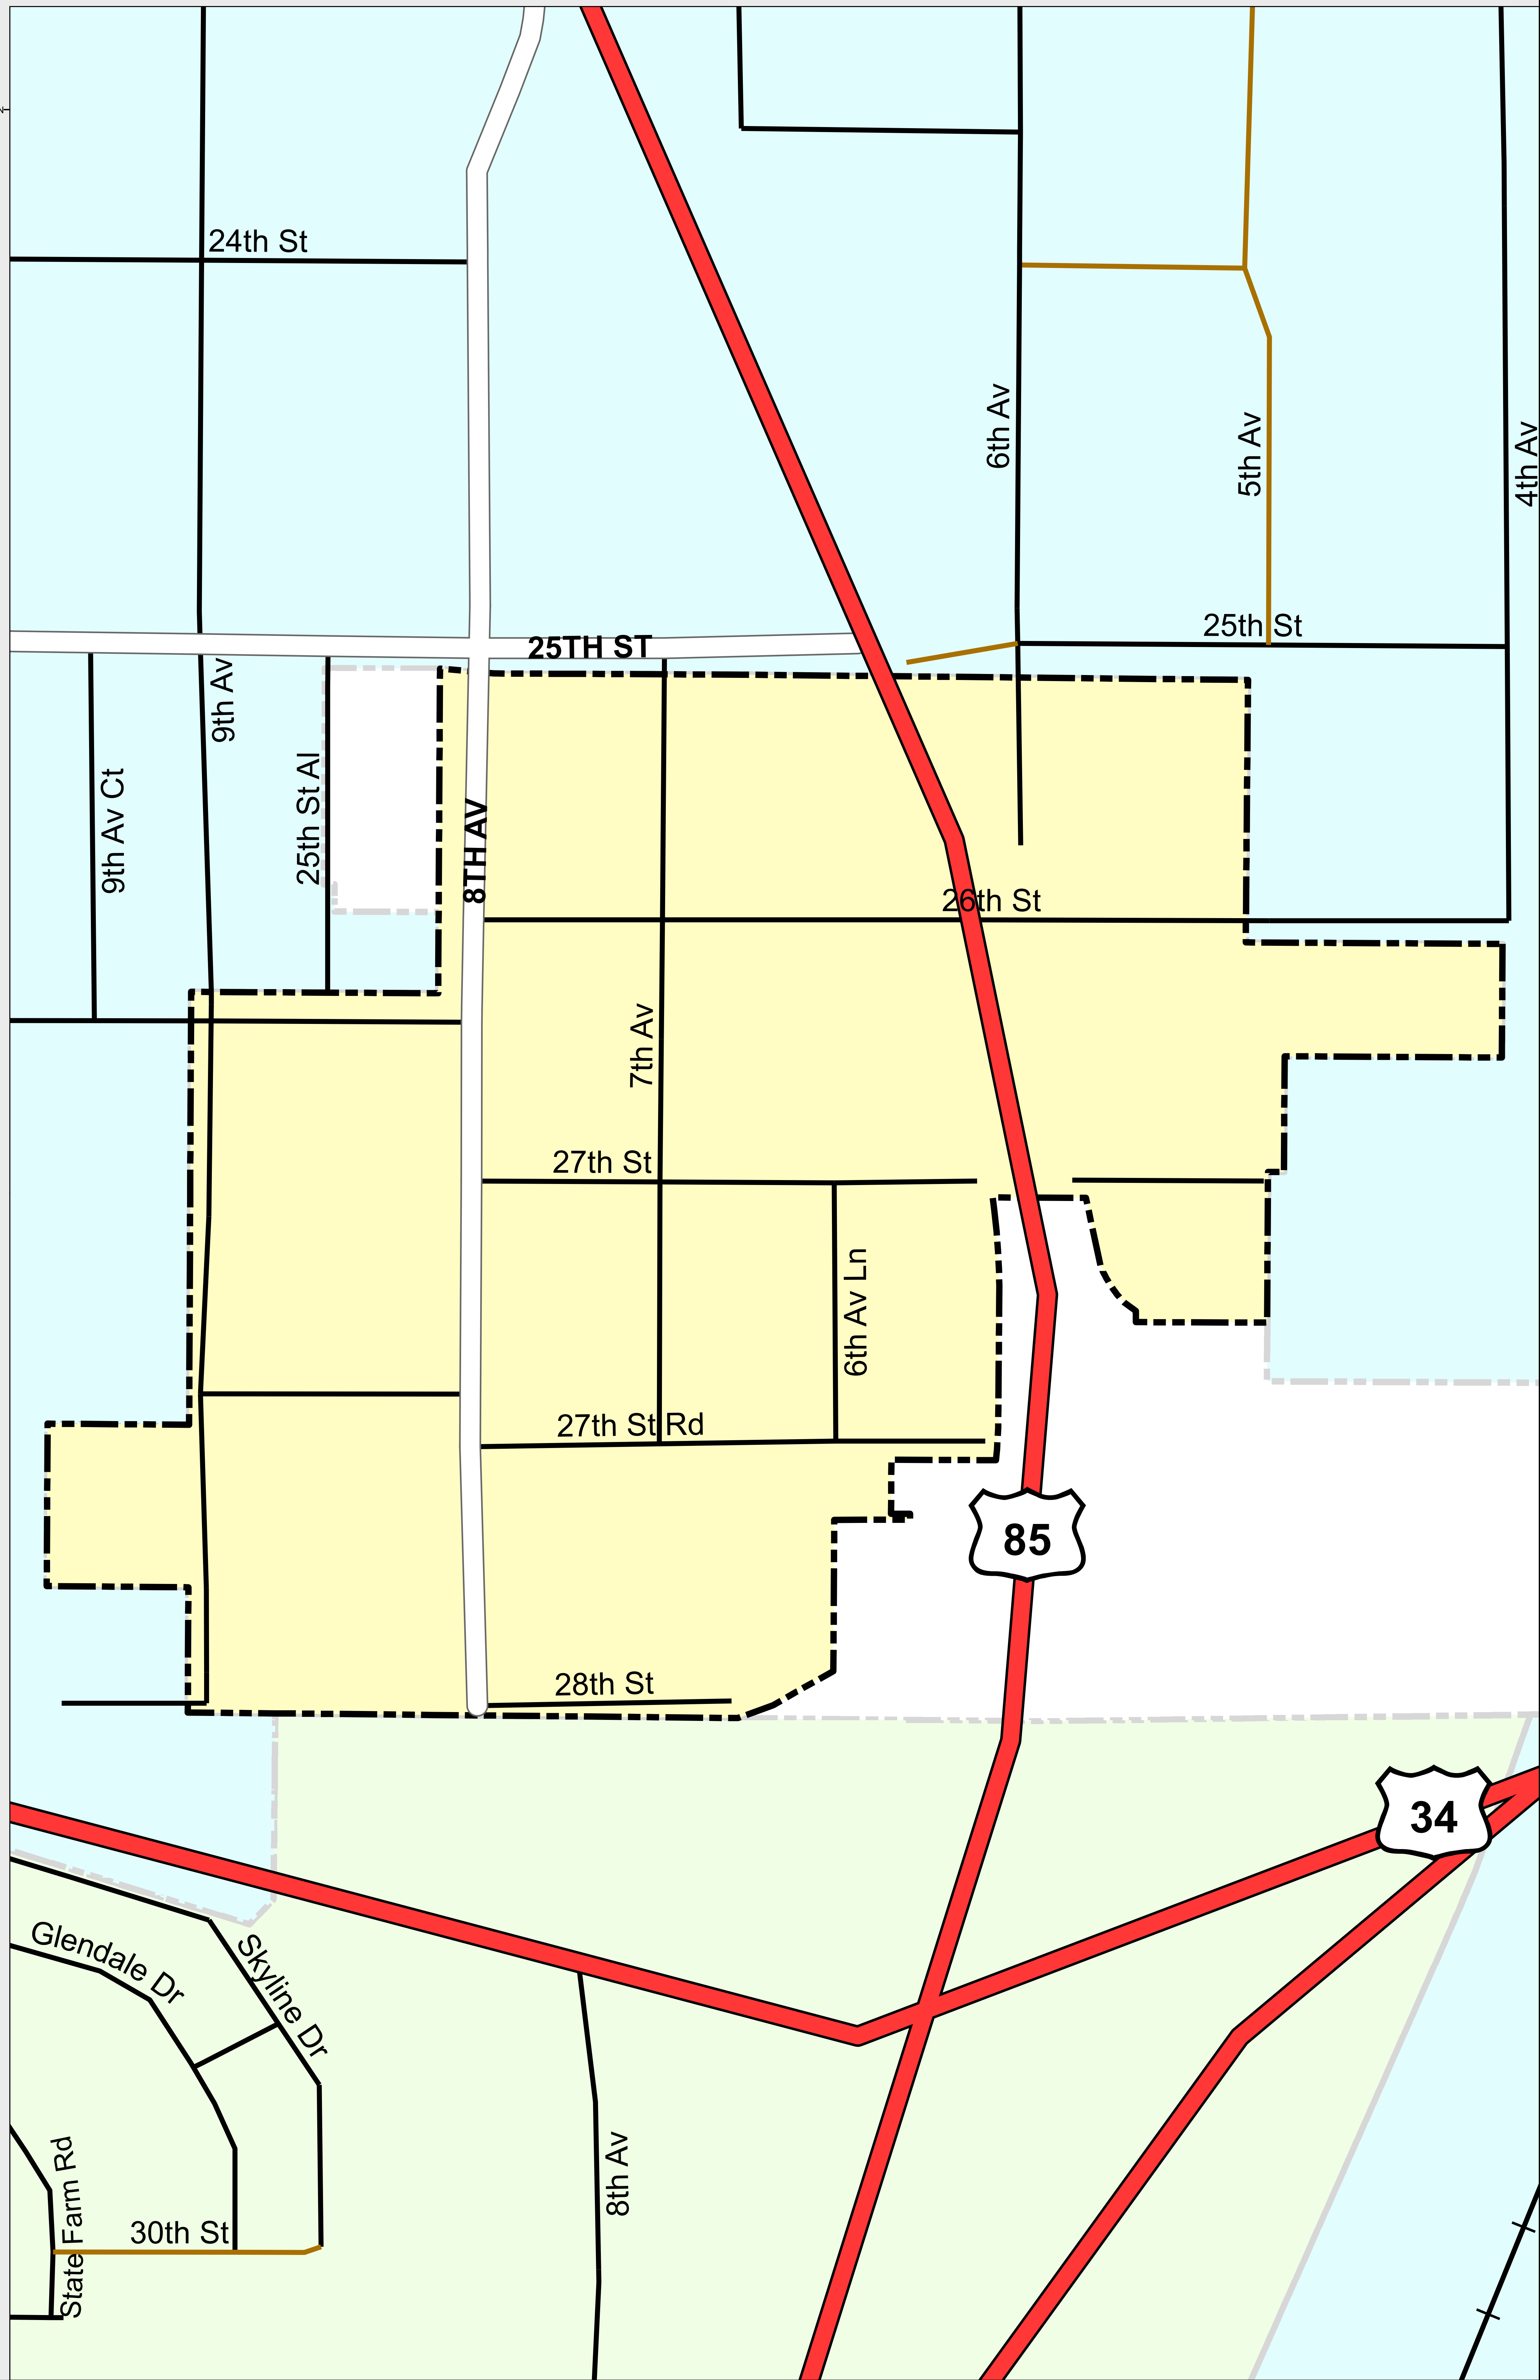 24th St
6th Av
5th Av
4th Av
25TH ST
25th St
9th Av
9th Av Ct
25th St Al
8TH AV
26th St
7th Av
27th St
6th Av Ln
27th St Rd
85
28th St
34
Glendale Dr
Skyline Dr
8th Av
State Farm Rd
30th St